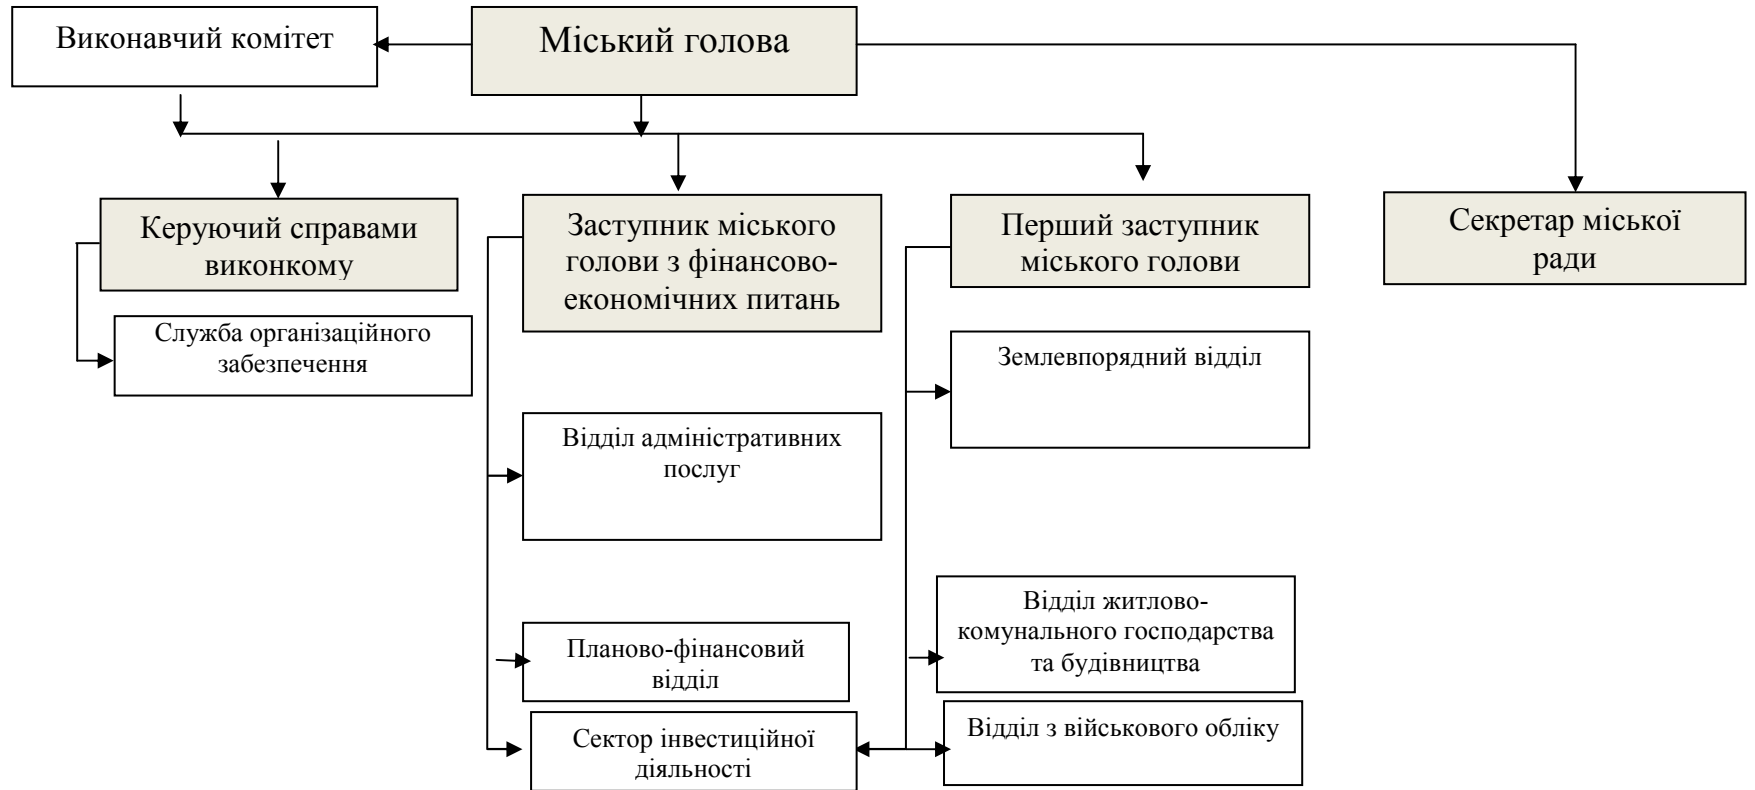 Виконавчий комітет
Міський голова
Керуючий справами
виконкому
Заступник міського
голови з фінансово-
економічних питань
Перший заступник
міського голови
Секретар міської
ради
Служба організаційного
забезпечення
Землевпорядний відділ
Відділ адміністративних
послуг
Відділ житлово-
комунального господарства
та будівництва
Планово-фінансовий
відділ
Сектор інвестиційної
діяльності
Відділ з військового обліку